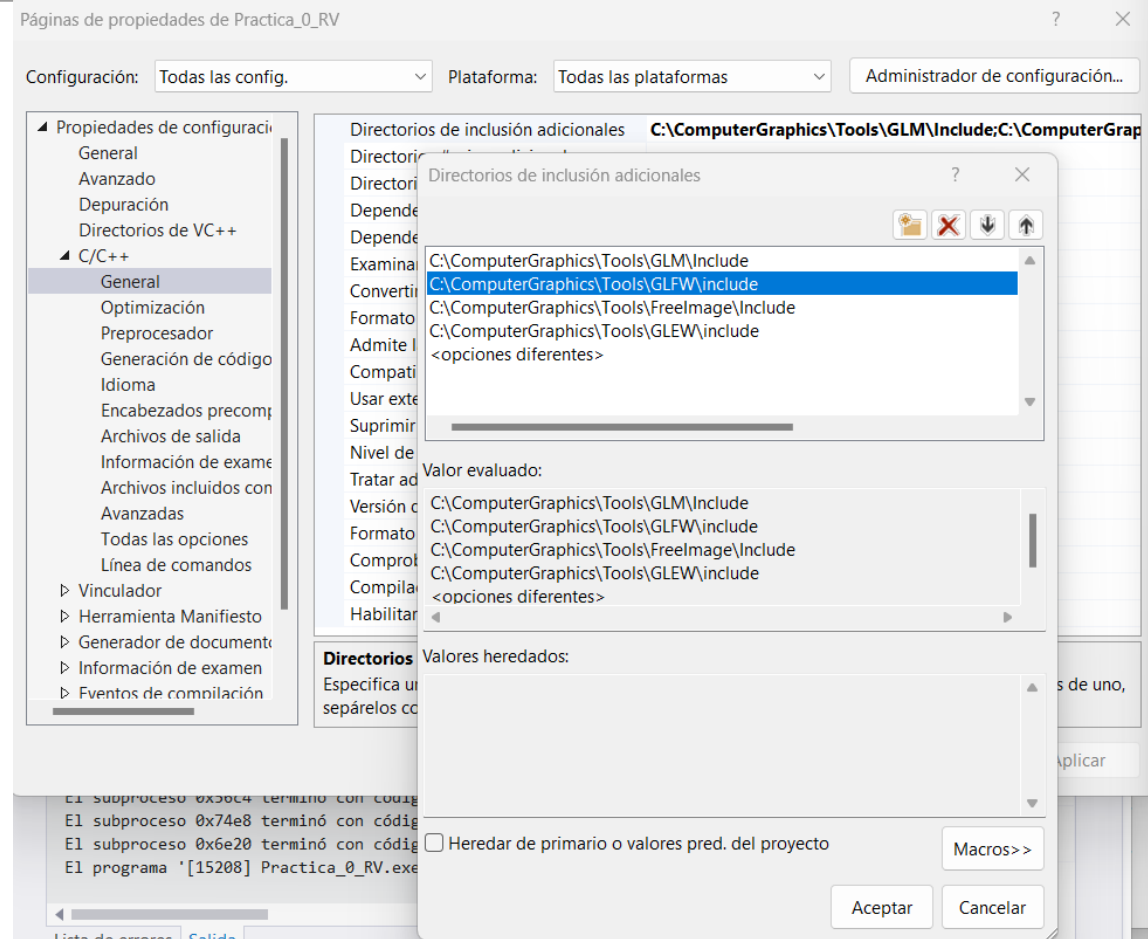 Páginas de propiedades de Practica_0_RV
Configuración: Todas las config. Plataforma: Todas las plataformas Administrador de configuración...
Propiedades de configuraci
General
Avanzado
Depuración
Directorios de VC++
C/C++
General
Optimización
Preprocesador
Generación de código
Idioma
Encabezados precomp
Archivos de salida
Información de exame
Archivos incluidos con
Avanzadas
Todas las opciones
Línea de comandos
Vinculador
Herramienta Manifiesto
Generador de documento
Información de examen
Eventos de compilación
Directorios de inclusión adicionales C:\ComputerGraphics\Tools\GLM\Include;C:\ComputerGrap
Directori
Depende
Depende
Examinar
Convertir
Formato
Admite l
Compati
Usar exte
Suprimir
Nivel de
Tratar ad
Versión d
Formato
Comprob
Compilac
Habilitar
Directorios
Especifica un
sepárelos co
s de uno,
Aplicar
Directorios de inclusión adicionales
C:\ComputerGraphics\Tools\GLM\Include
C:\ComputerGraphics\Tools\GLFW\include
C:\ComputerGraphics\Tools\FreeImage\Include
C:\ComputerGraphics\Tools\GLEW\include
<opciones diferentes>
Valor evaluado:
C:\ComputerGraphics\Tools\GLM\Include
C:\ComputerGraphics\Tools\GLFW\include
C:\ComputerGraphics\Tools\FreeImage\Include
C:\ComputerGraphics\Tools\GLEW\include
<opciones diferentes>
Valores heredados:
Heredar de primario o valores pred. del proyecto
Macros>>
Aceptar Cancelar
El subproceso 0x56c4 terminó con códig
El subproceso 0x74e8 terminó con códig
El subproceso 0x6e20 terminó con códig
El programa '[15208] Practica_0_RV.exe
Lista de errores Salida